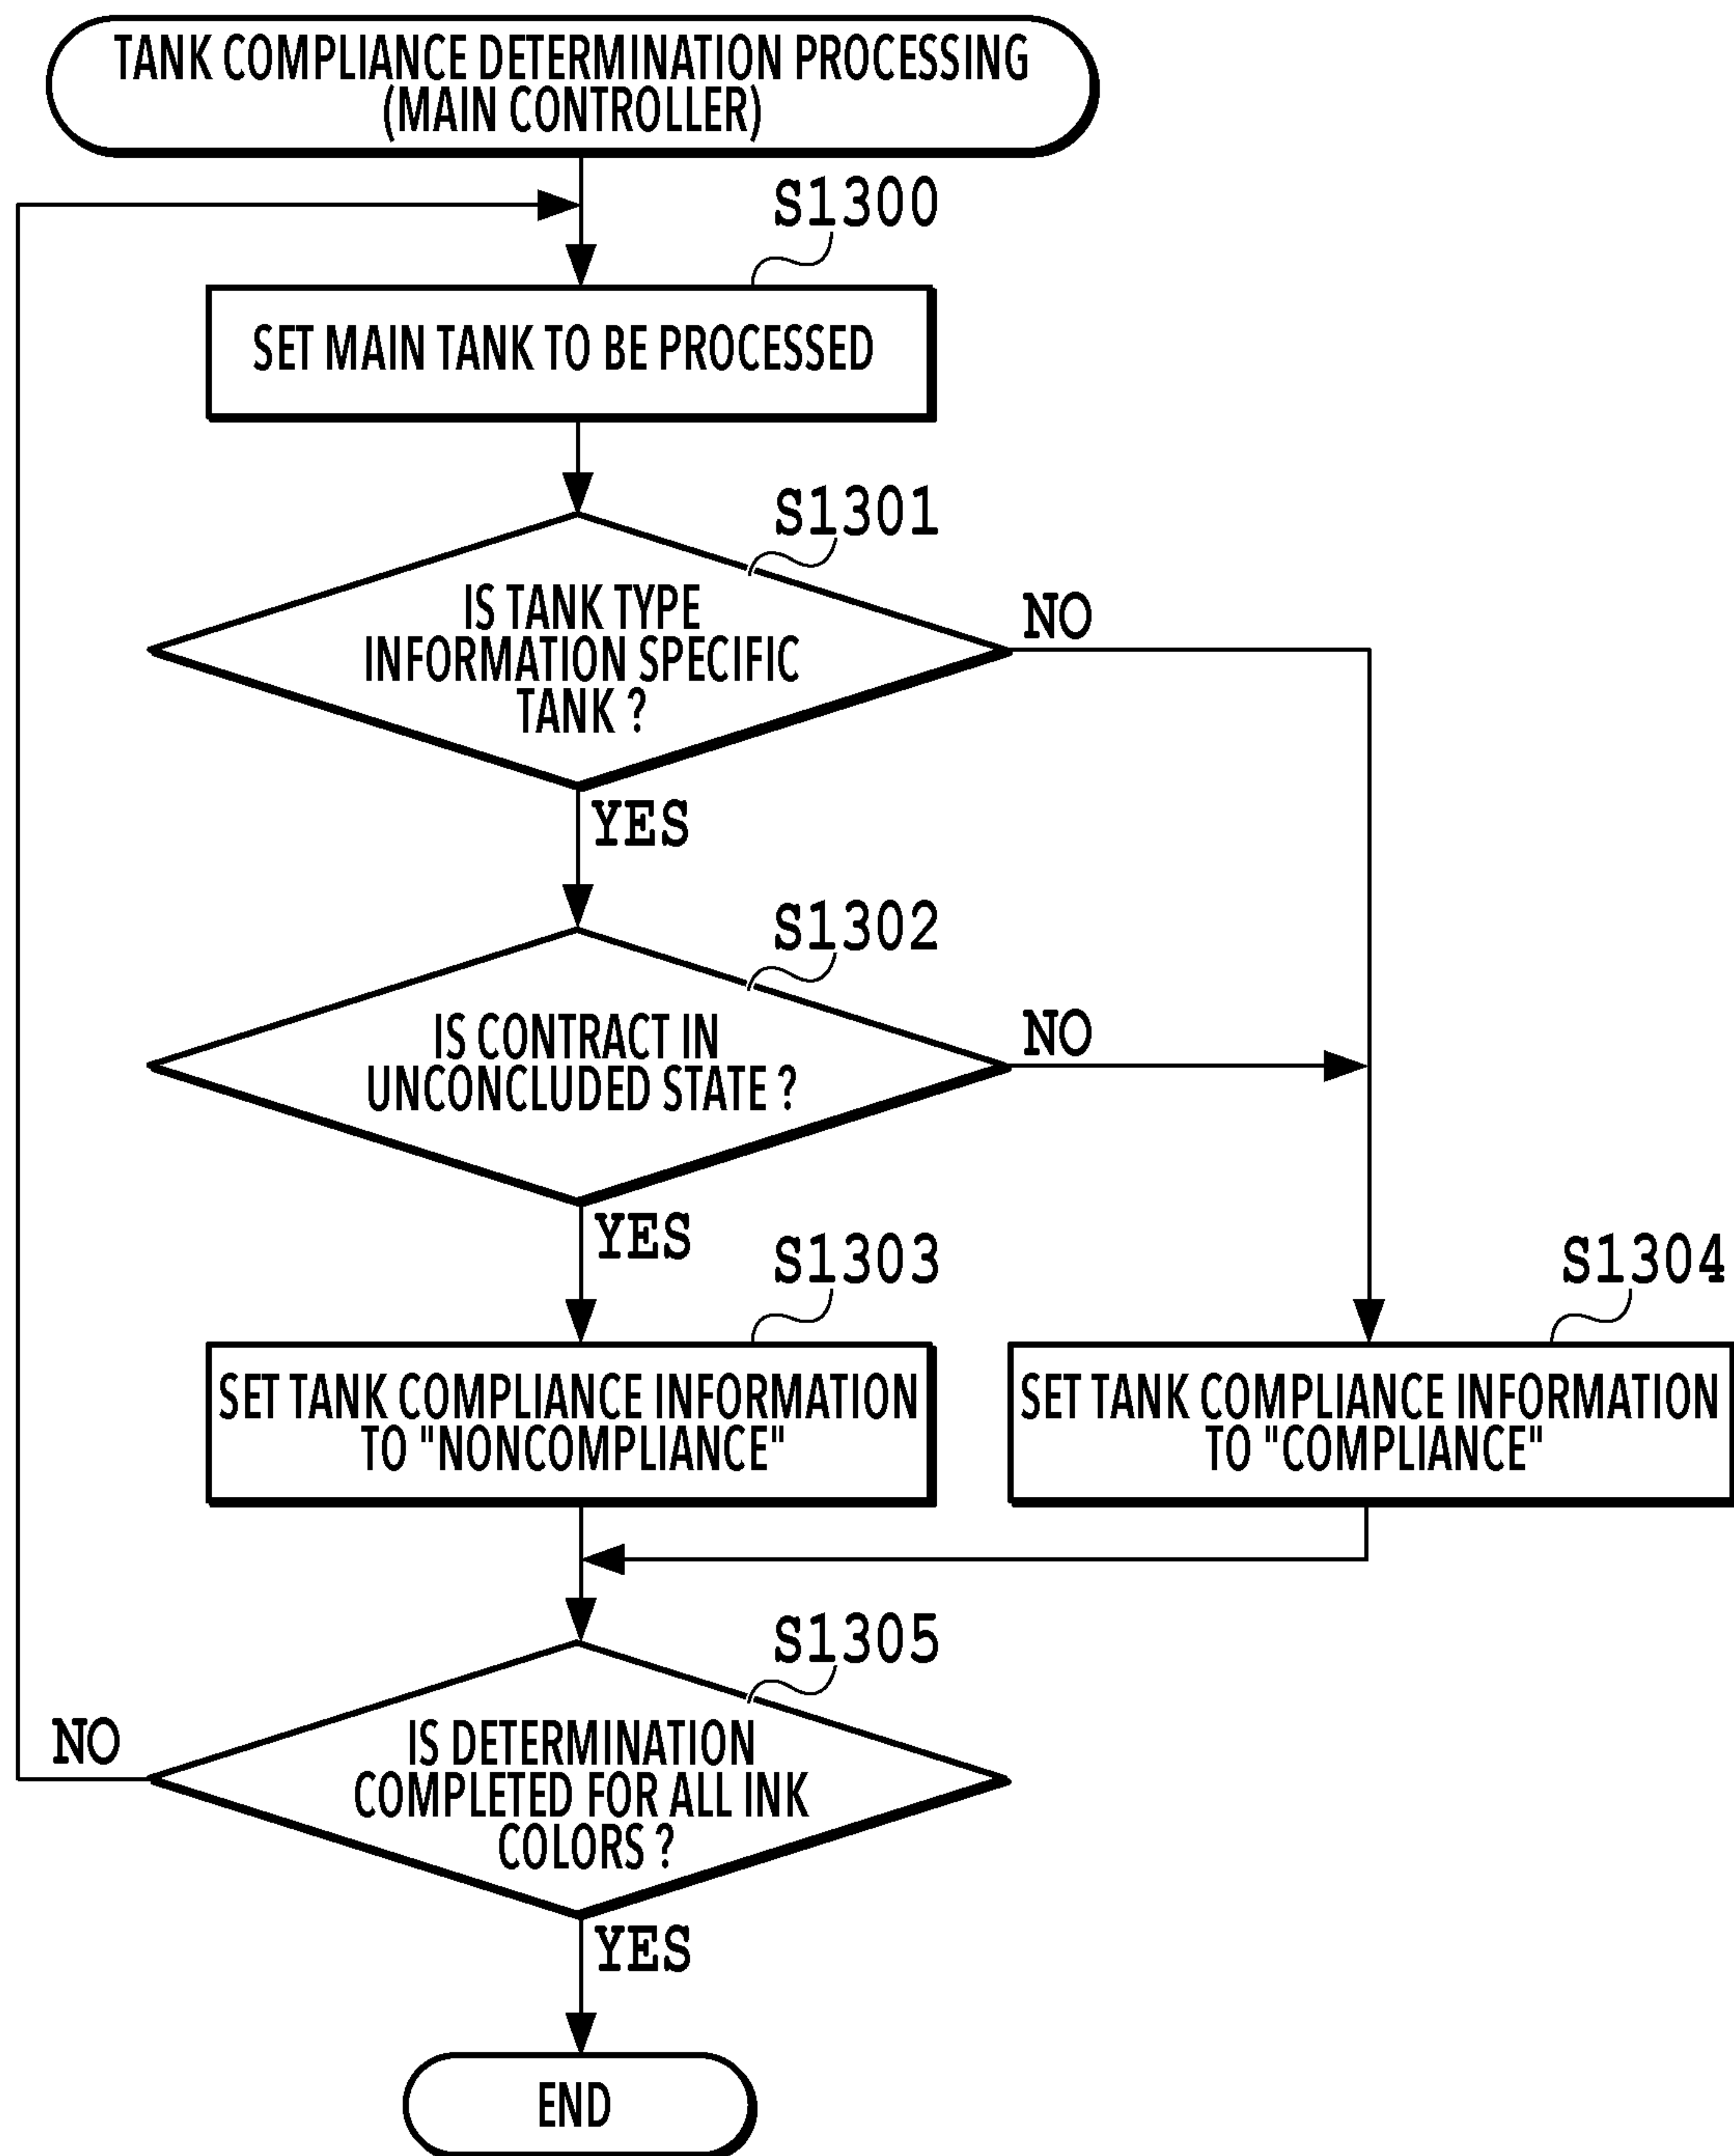 TANK COMPLIANCE DETERMINATION PROCESSING
(MAIN CONTROLLER)
S1300
SET MAIN TANK TO BE PROCESSED
S1301
IS TANK TYPE
INFORMATION SPECIFIC
TANK ?
NO
YES
S1302
IS CONTRACT IN
UNCONCLUDED STATE ?
NO
YES
S1303
SET TANK COMPLIANCE INFORMATION
TO "NONCOMPLIANCE"
S1304
SET TANK COMPLIANCE INFORMATION
TO "COMPLIANCE"
S1305
IS DETERMINATION
COMPLETED FOR ALL INK
COLORS ?
NO
YES
END